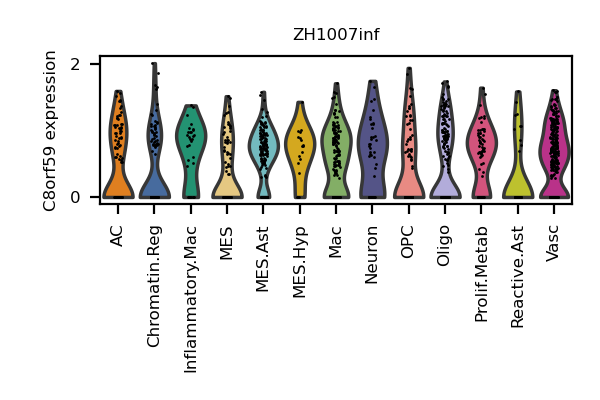 ZH1007inf
C8orf59 expression
2
0
AC
Chromatin.Reg
Inflammatory.Mac
MES
MES.Ast
MES.Hyp
Mac
Neuron
OPC
Oligo
Prolif.Metab
Reactive.Ast
Vasc